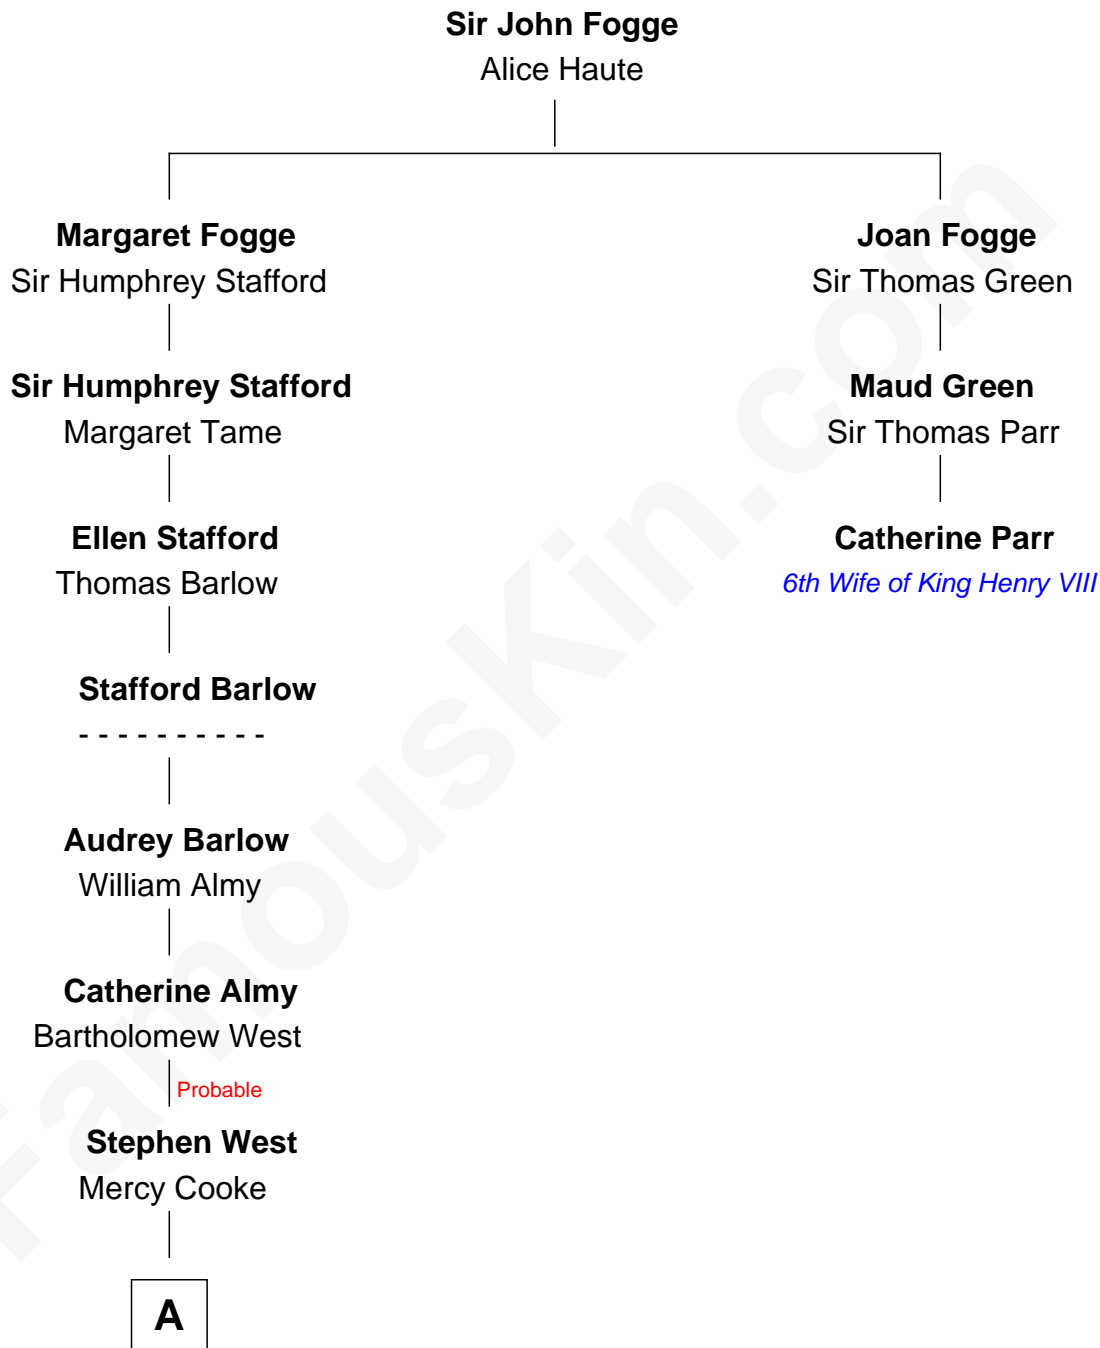 Sir John Fogge
Alice Haute
Margaret Fogge
Sir Humphrey Stafford
Joan Fogge
Sir Thomas Green
Sir Humphrey Stafford
Margaret Tame
Maud Green
Sir Thomas Parr
Ellen Stafford
Thomas Barlow
Catherine Parr
6th Wife of King Henry VIII
Stafford Barlow
- - - - - - - - - -
Audrey Barlow
William Almy
Catherine Almy
Bartholomew West
Probable
Stephen West
Mercy Cooke
A
FamousKin.com